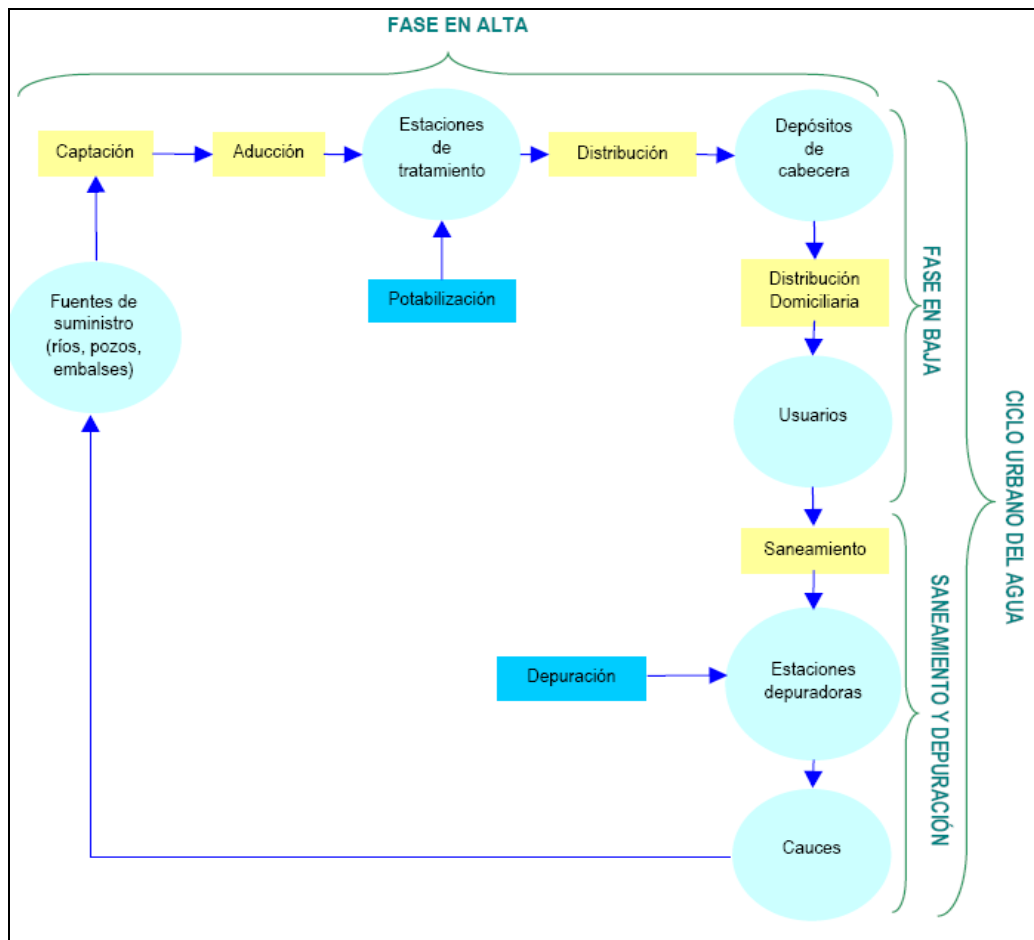 FASE EN ALTA
Captación
Aducción
Estaciones
de
tratamiento
Distribución
Depósitos
de
cabecera
Potabilización
Distribución
Domiciliaria
Fuentes de
suministro
(ríos, pozos,
embalses)
Usuarios
FASE EN BAJA
Saneamiento
Depuración
Estaciones
depuradoras
Cauces
SANEAMIENTO Y DEPURACIÓN
CICLO URBANO DEL AGUA